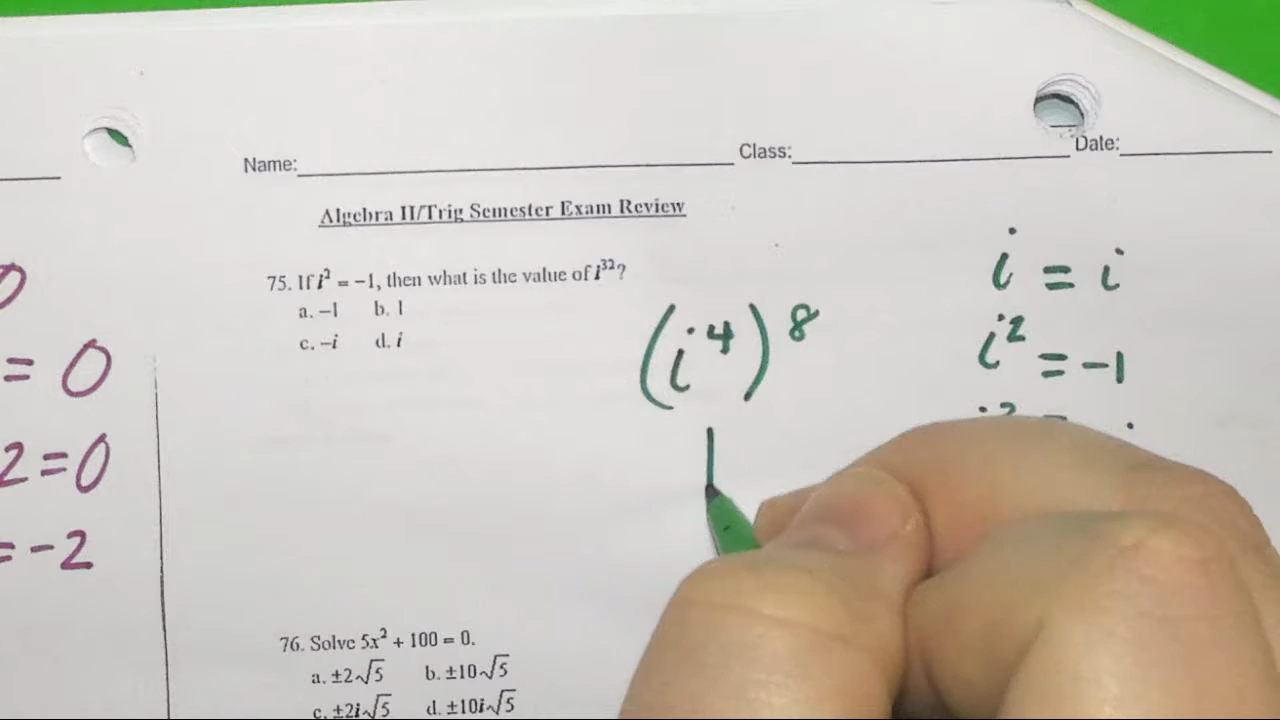 Name: Class: Date:
Algebra II/Trig Semester Exam Review
75. If i² = −1, then what is the value of i³²?
a. −1 b. 1
c. −i d. i
(i⁴)⁸
1
i = i
i² = -1
0
= 0
2 = 0
= -2
76. Solve 5x² + 100 = 0.
a. ±2√5 b. ±10√5
c. ±2i√5 d. ±10i√5